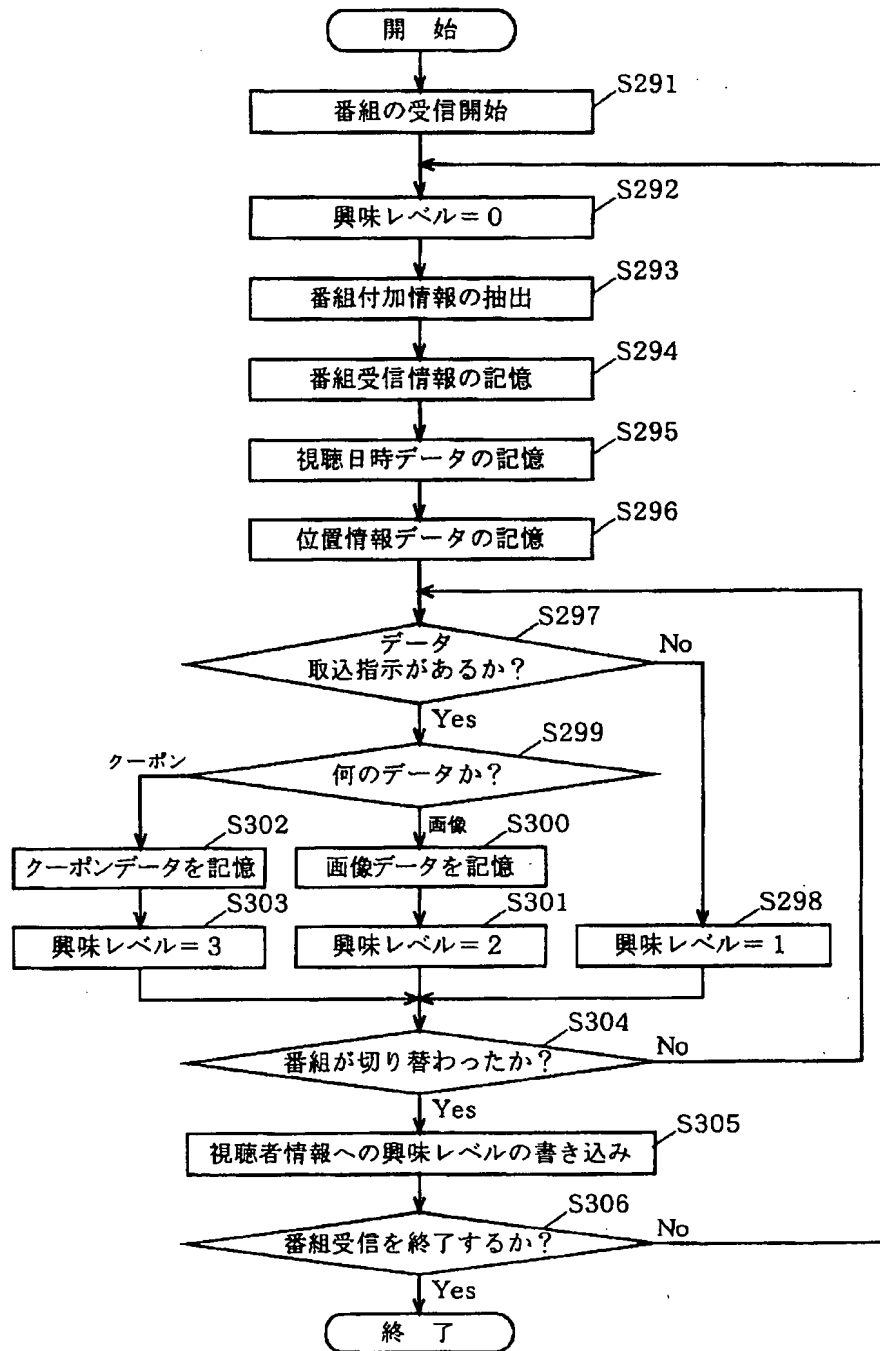 開 始
S291
番組の受信開始
S292
興味レベル＝0
S293
番組付加情報の抽出
S294
番組受信情報の記憶
S295
視聴日時データの記憶
S296
位置情報データの記憶
S297
データ
取込指示があるか？
No
Yes
S299
クーポン
何のデータか？
画像
S302
クーポンデータを記憶
S300
画像データを記憶
S303
興味レベル＝3
S301
興味レベル＝2
S298
興味レベル＝1
S304
番組が切り替わったか？
No
Yes
S305
視聴者情報への興味レベルの書き込み
S306
番組受信を終了するか？
No
Yes
終 了